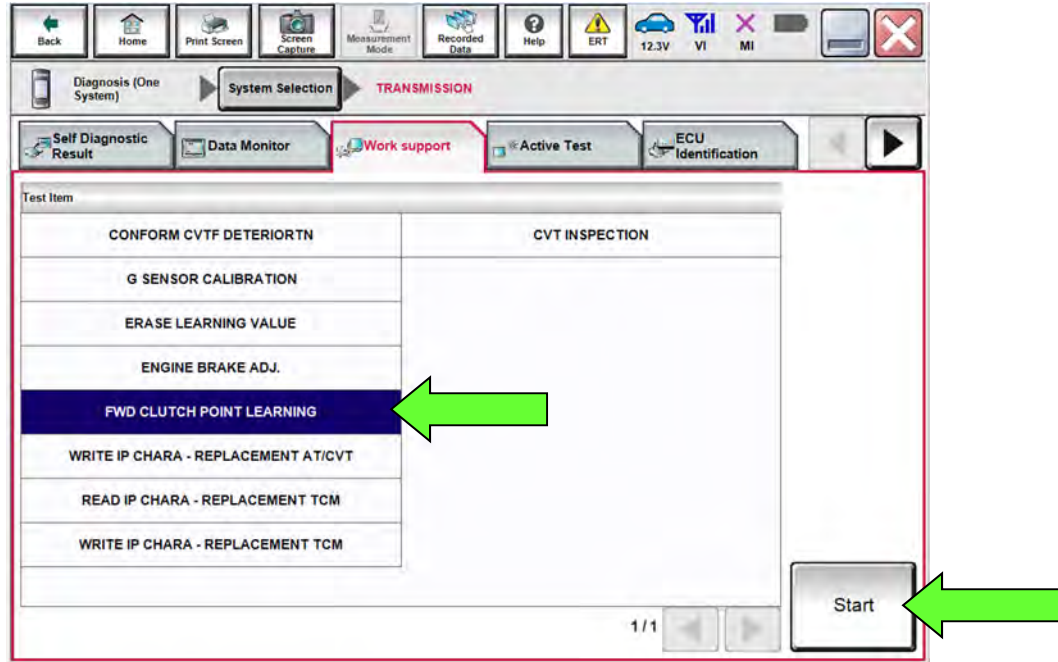 Back
Home
Print Screen
Screen
Capture
Measurement
Mode
Recorded
Data
Help
ERT
12.3V
VI
MI
Diagnosis (One
System)
System Selection
TRANSMISSION
Self Diagnostic
Result
Data Monitor
Work support
Active Test
ECU
Identification
Test Item
CONFORM CVTF DETERIORTN
CVT INSPECTION
G SENSOR CALIBRATION
ERASE LEARNING VALUE
ENGINE BRAKE ADJ.
FWD CLUTCH POINT LEARNING
WRITE IP CHARA - REPLACEMENT AT/CVT
READ IP CHARA - REPLACEMENT TCM
WRITE IP CHARA - REPLACEMENT TCM
Start
1/1